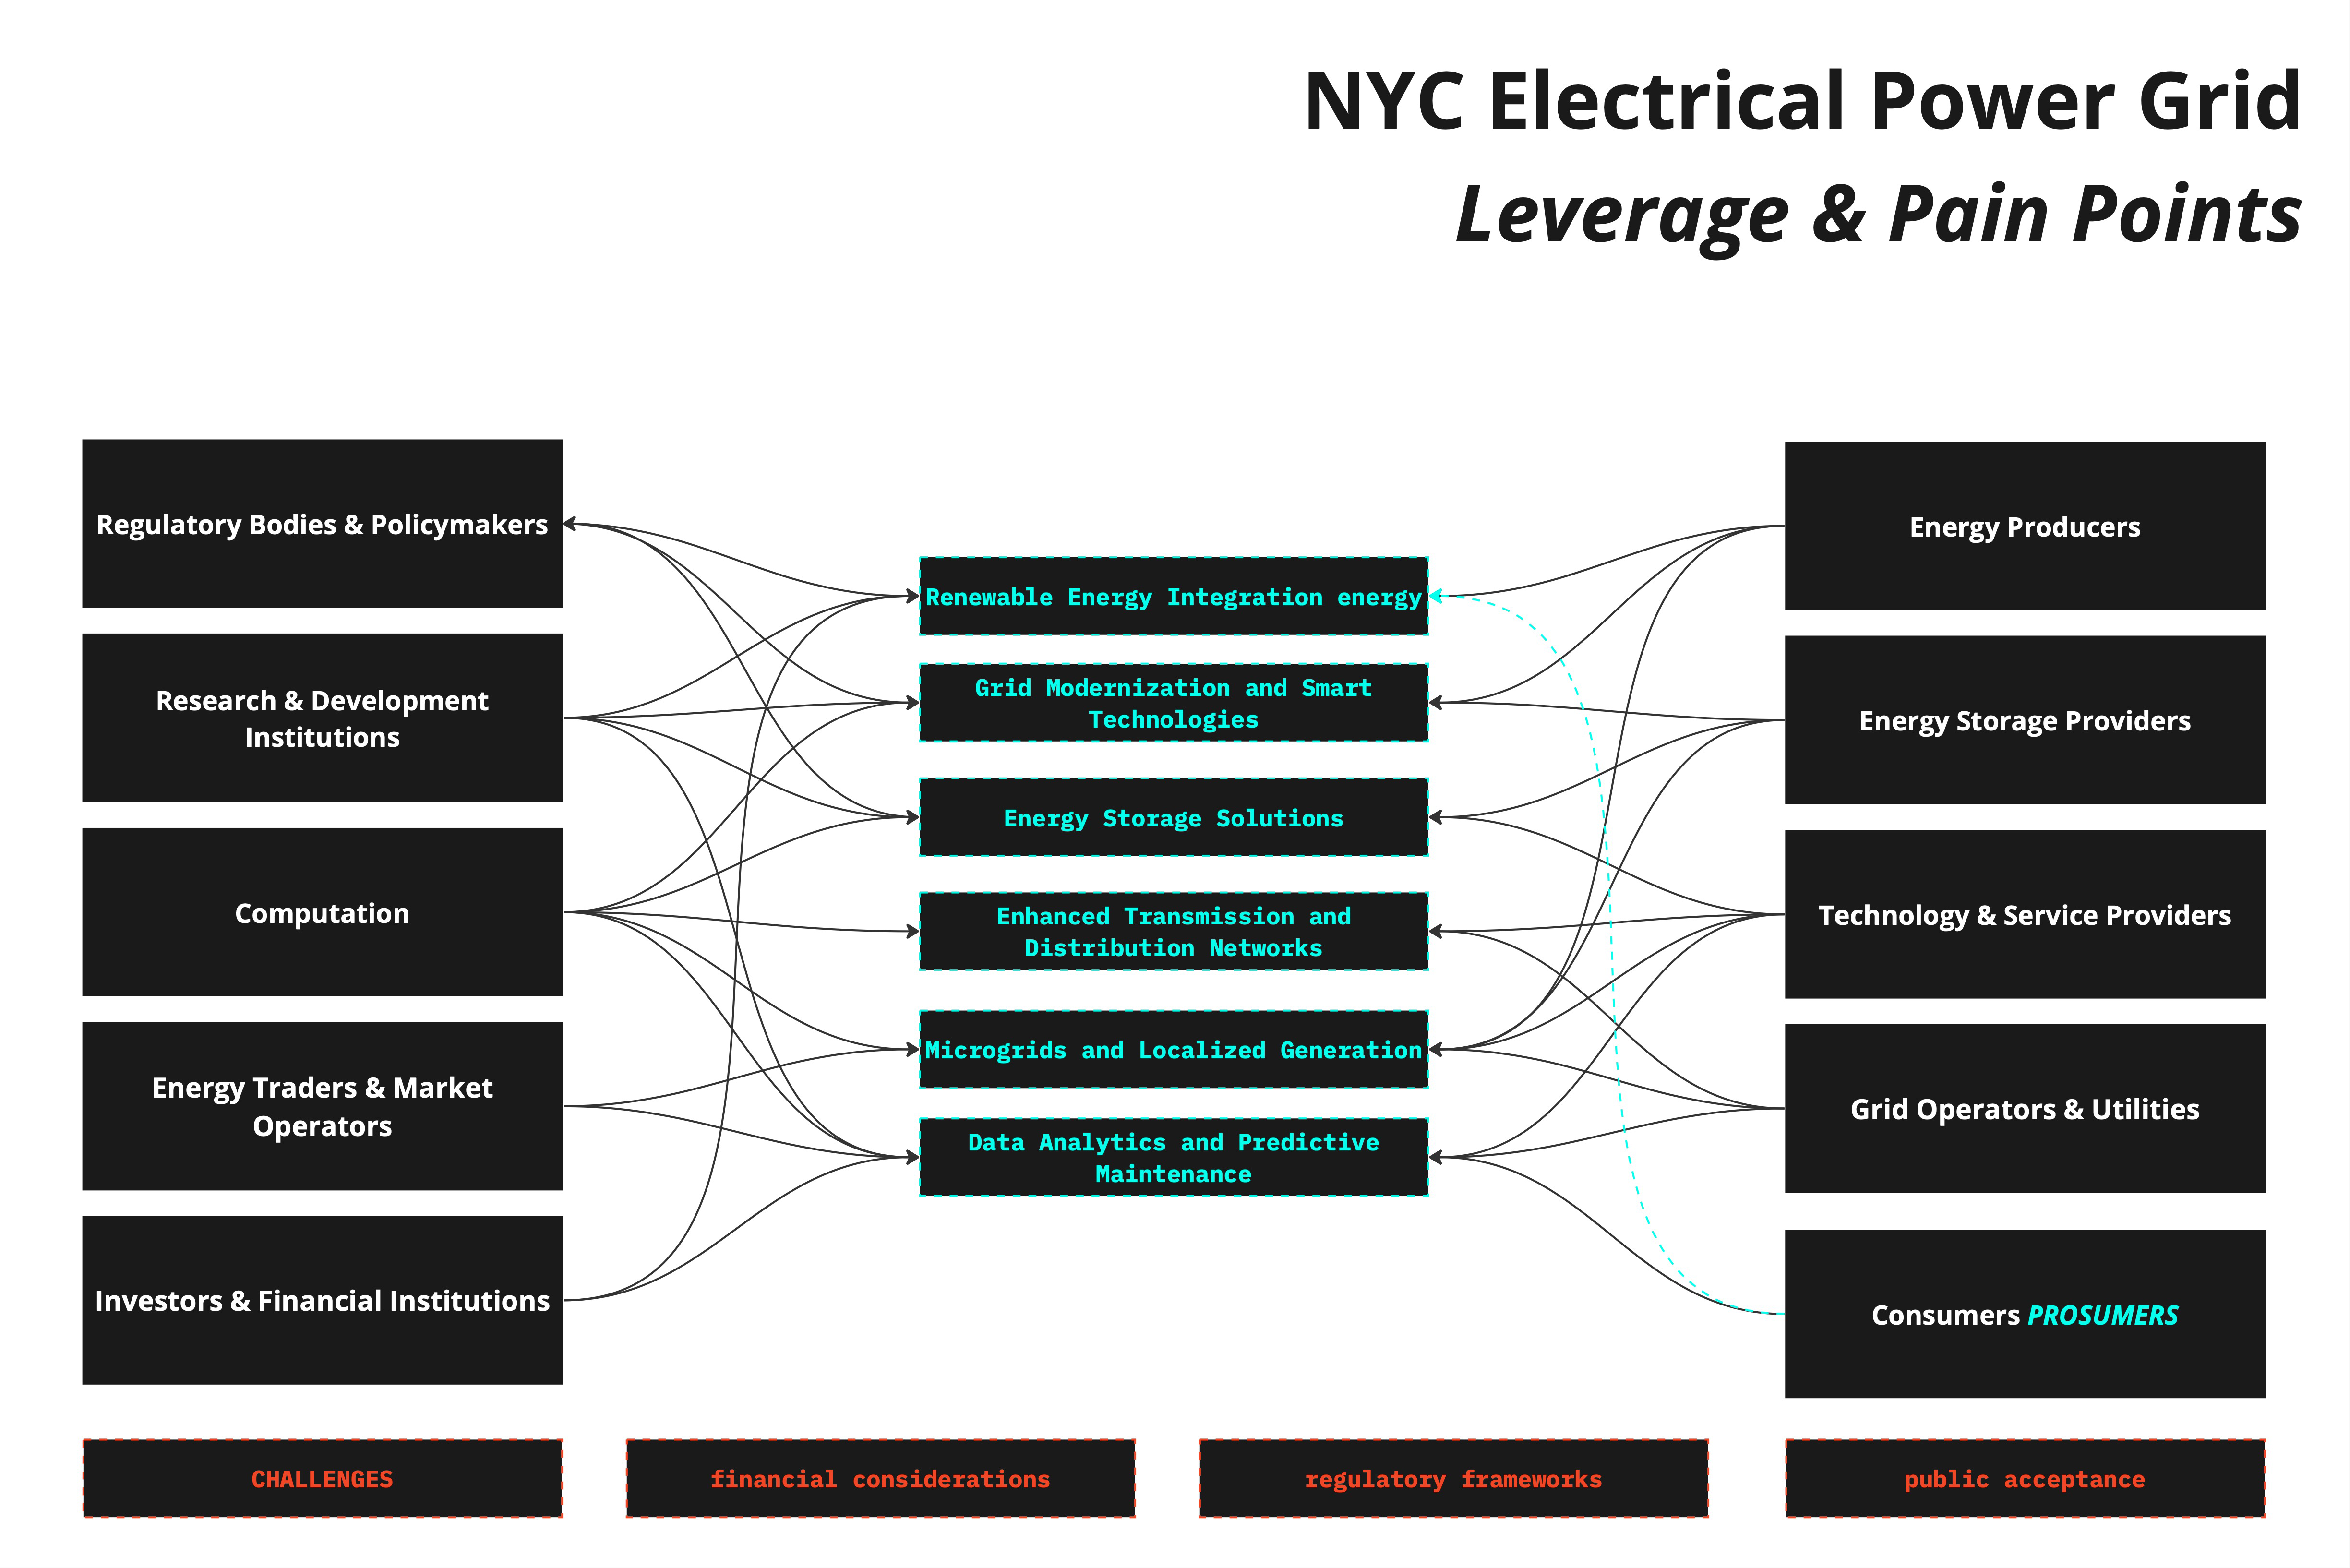 NYC Electrical Power Grid
Leverage & Pain Points
Regulatory Bodies & Policymakers
Research & Development
Institutions
Computation
Energy Traders & Market
Operators
Investors & Financial Institutions
Renewable Energy Integration energy
Grid Modernization and Smart
Technologies
Energy Storage Solutions
Enhanced Transmission and
Distribution Networks
Microgrids and Localized Generation
Data Analytics and Predictive
Maintenance
Energy Producers
Energy Storage Providers
Technology & Service Providers
Grid Operators & Utilities
Consumers PROSUMERS
CHALLENGES
financial considerations
regulatory frameworks
public acceptance